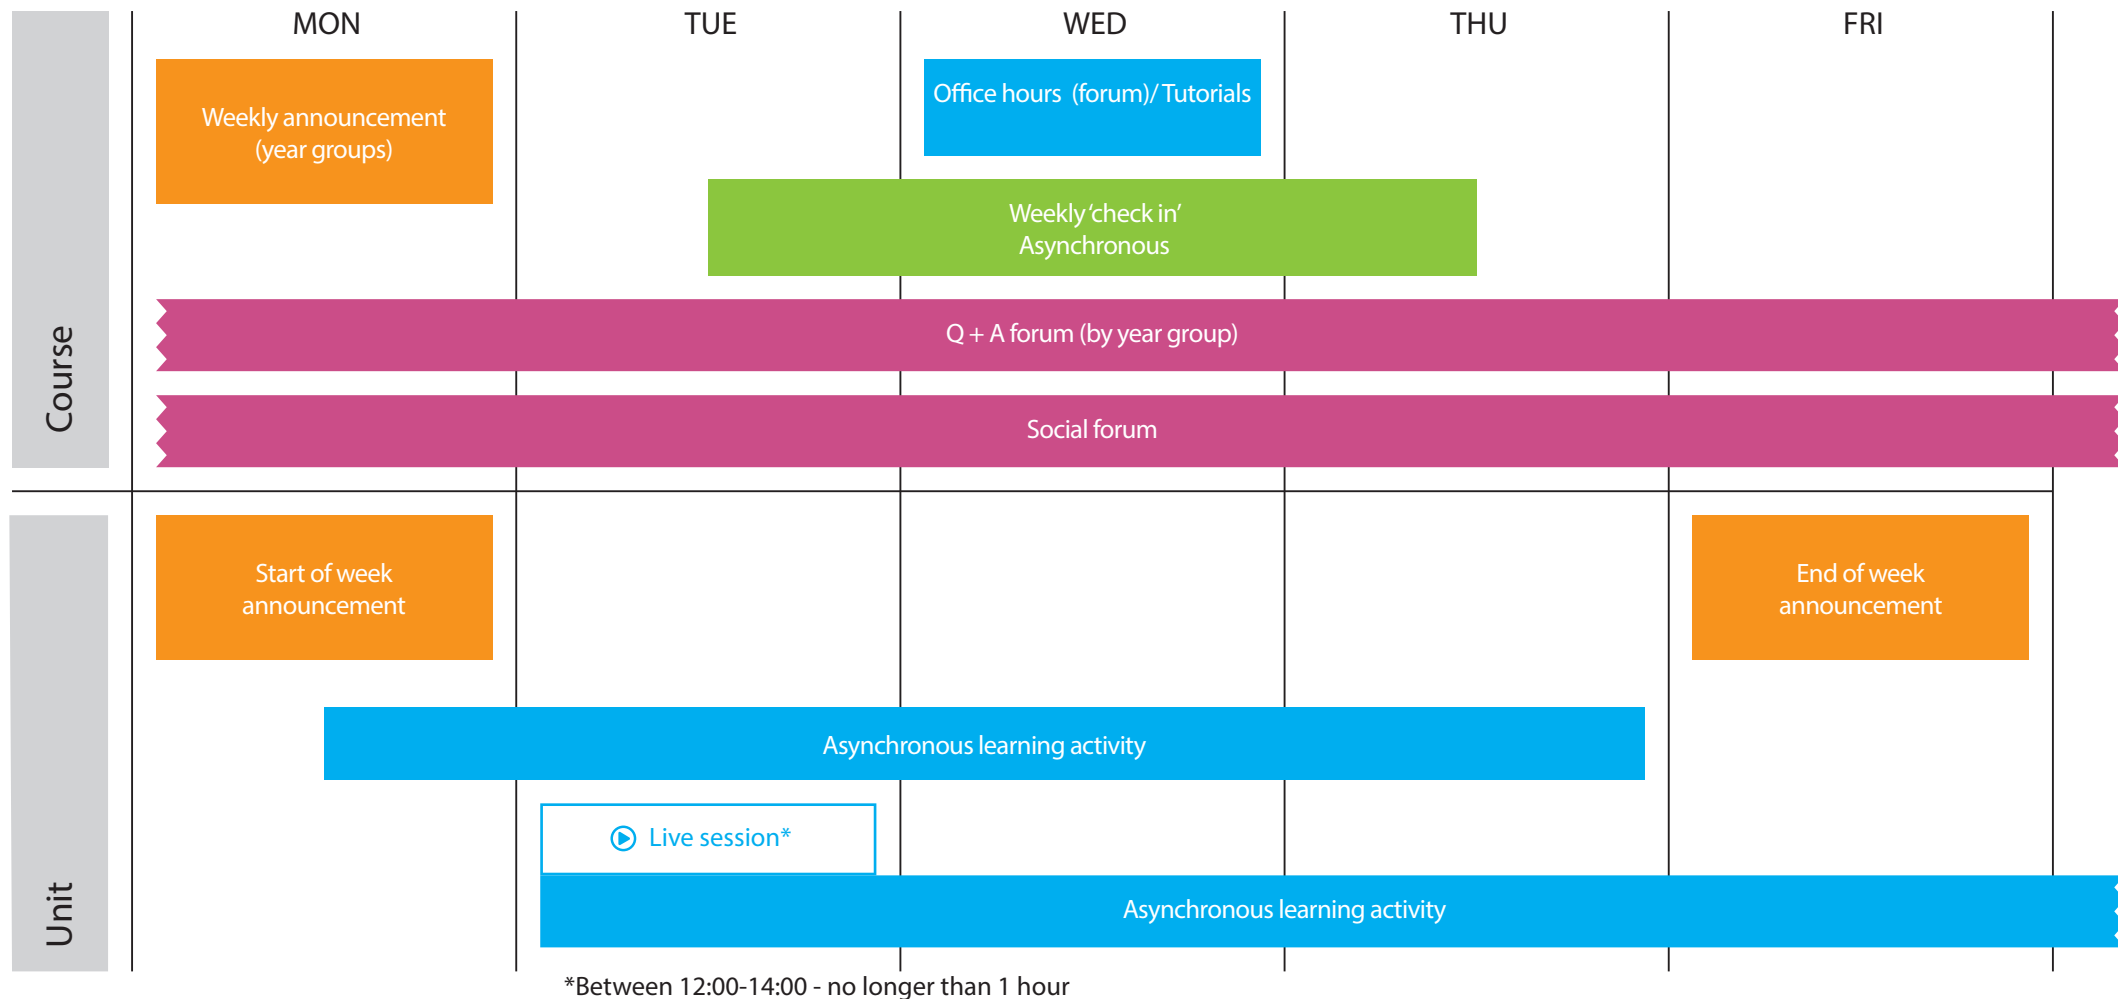 MON
TUE
WED
THU
FRI
Course
Weekly announcement
(year groups)
Office hours  (forum)/ Tutorials
Weekly ‘check in’
Asynchronous
Q + A forum (by year group)
Social forum
Unit
Start of week
announcement
End of week
announcement
Asynchronous learning activity
Live session*
Asynchronous learning activity
*Between 12:00-14:00 - no longer than 1 hour